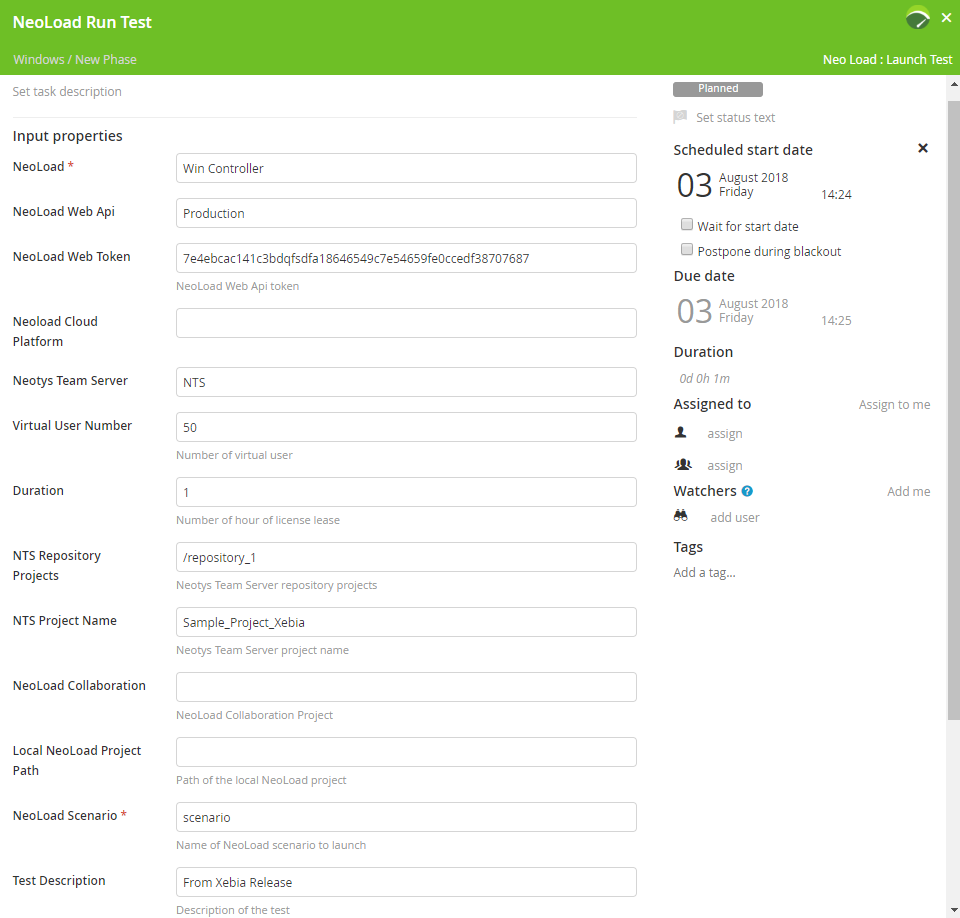 NeoLoad Run Test
Windows / New Phase
Neo Load : Launch Test
Set task description
Input properties
NeoLoad *
Win Controller
NeoLoad Web Api
Production
NeoLoad Web Token
7e4ebcac141c3bdqfsdfa18646549c7e54659fe0ccedf38707687
NeoLoad Web Api token
Neoload Cloud
Platform
Neotys Team Server
NTS
Virtual User Number
50
Number of virtual user
Duration
1
Number of hour of license lease
NTS Repository
Projects
/repository_1
Neotys Team Server repository projects
NTS Project Name
Sample_Project_Xebia
Neotys Team Server project name
NeoLoad Collaboration
NeoLoad Collaboration Project
Local NeoLoad Project
Path
Path of the local NeoLoad project
NeoLoad Scenario *
scenario
Name of NeoLoad scenario to launch
Test Description
From Xebia Release
Description of the test
Planned
Set status text
Scheduled start date
03
August 2018
Friday
14:24
Wait for start date
Postpone during blackout
Due date
03
August 2018
Friday
14:25
Duration
0d 0h 1m
Assigned to
Assign to me
assign
assign
Watchers ?
Add me
add user
Tags
Add a tag...